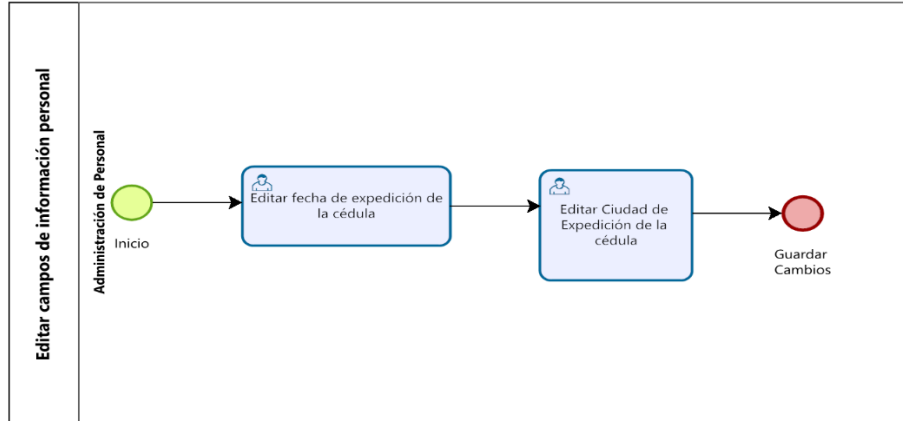 Editar campos de información personal
Administración de Personal
Inicio
Editar fecha de expedición de
la cédula
Editar Ciudad de
Expedición de la
cédula
Guardar
Cambios